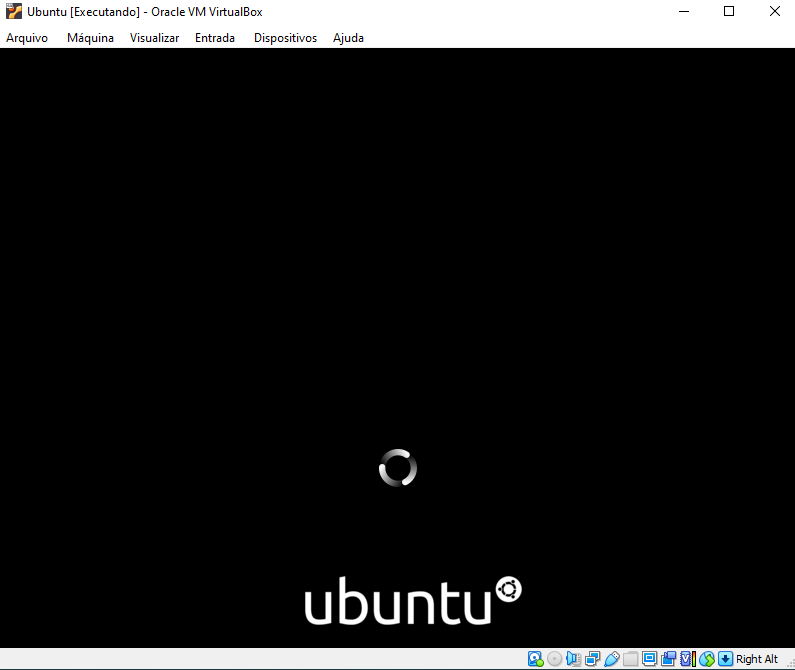 Ubuntu [Executando] - Oracle VM VirtualBox
Arquivo Máquina Visualizar Entrada Dispositivos Ajuda
ubuntu
Right Alt